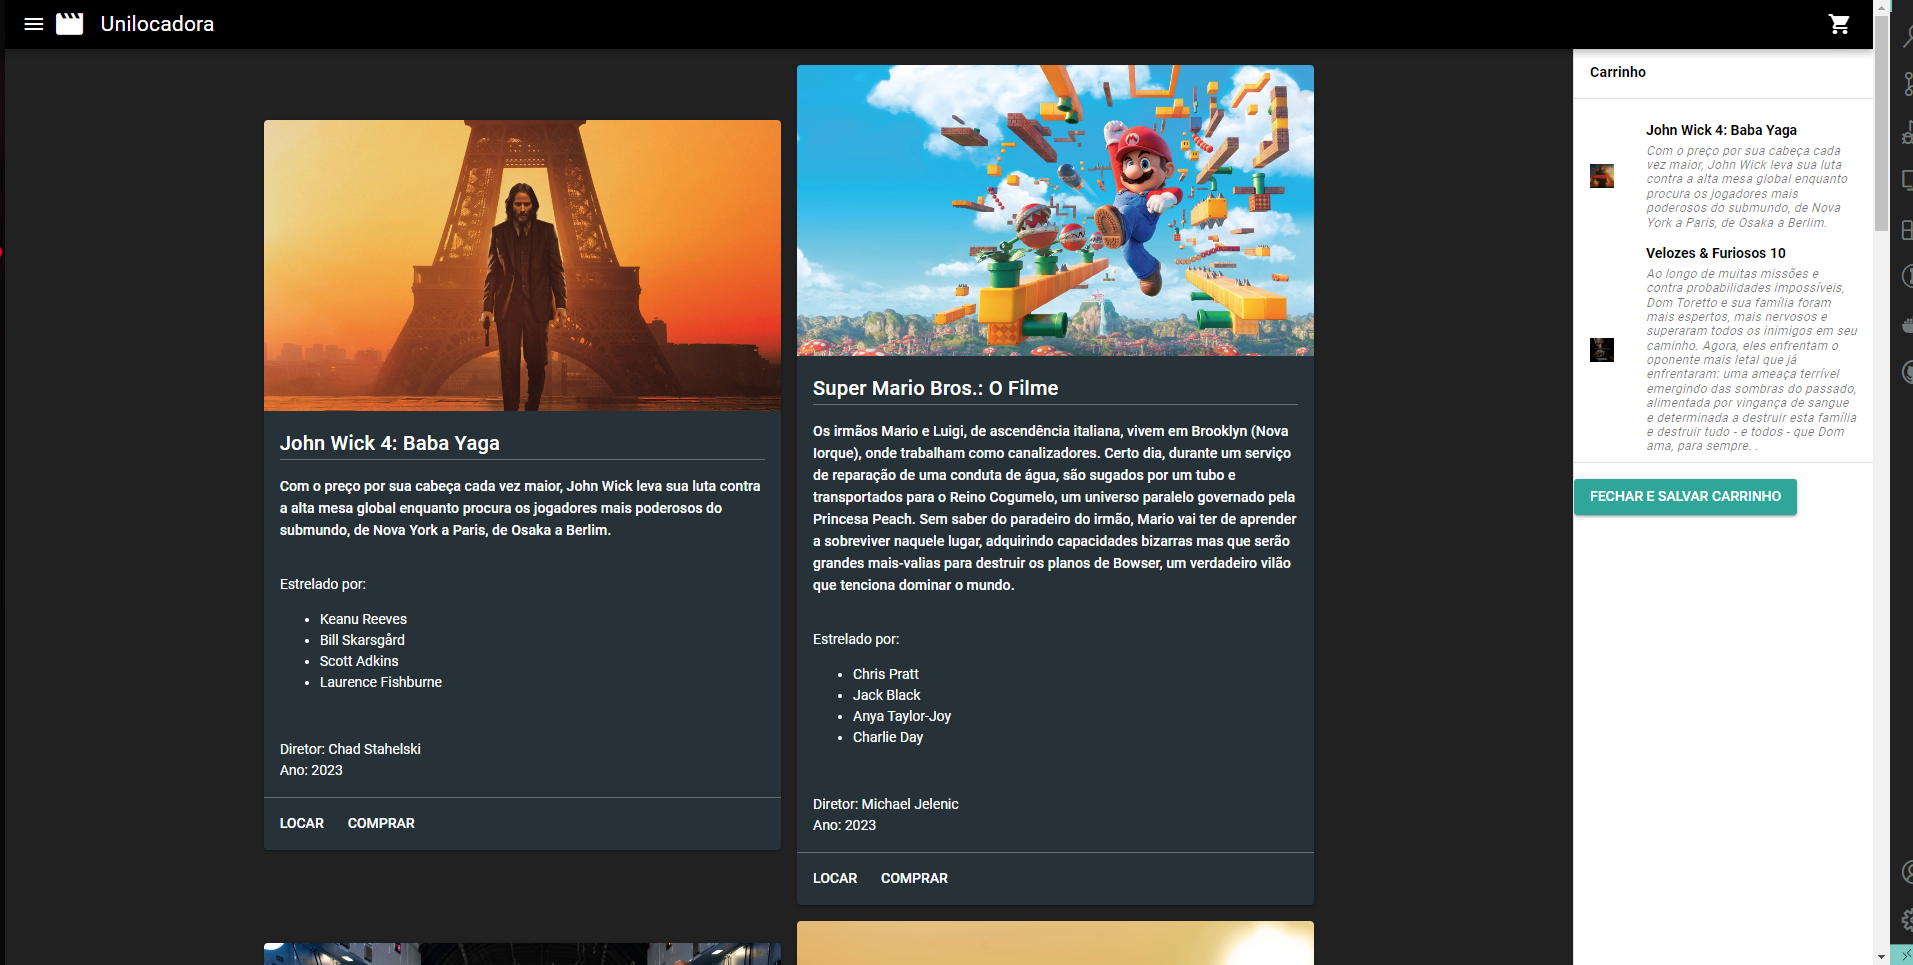 Unilocadora
John Wick 4: Baba Yaga
Com o preço por sua cabeça cada vez maior, John Wick leva sua luta contra
a alta mesa global enquanto procura os jogadores mais poderosos do
submundo, de Nova York a Paris, de Osaka a Berlim.
Estrelado por:
Keanu Reeves
Bill Skarsgård
Scott Adkins
Laurence Fishburne
Diretor: Chad Stahelski
Ano: 2023
LOCAR COMPRAR
Super Mario Bros.: O Filme
Os irmãos Mario e Luigi, de ascendência italiana, vivem em Brooklyn (Nova
Iorque), onde trabalham como canalizadores. Certo dia, durante um serviço
de reparação de uma conduta de água, são sugados por um tubo e
transportados para o Reino Cogumelo, um universo paralelo governado pela
Princesa Peach. Sem saber do paradeiro do irmão, Mario vai ter de aprender
a sobreviver naquele lugar, adquirindo capacidades bizarras mas que serão
grandes mais-valias para destruir os planos de Bowser, um verdadeiro vilão
que tenciona dominar o mundo.
Estrelado por:
Chris Pratt
Jack Black
Anya Taylor-Joy
Charlie Day
Diretor: Michael Jelenic
Ano: 2023
LOCAR COMPRAR
Carrinho
John Wick 4: Baba Yaga
Com o preço por sua cabeça cada
vez maior, John Wick leva sua luta
contra a alta mesa global enquanto
procura os jogadores mais
poderosos do submundo, de Nova
York a Paris, de Osaka a Berlim.
Velozes & Furiosos 10
Ao longo de muitas missões e
contra probabilidades impossíveis,
Dom Toretto e sua família foram
mais espertos, mais nervosos e
superaram todos os inimigos em seu
caminho. Agora, eles enfrentam o
oponente mais letal que já
enfrentaram: uma ameaça terrível
emergindo das sombras do passado,
alimentada por vingança de sangue
e determinada a destruir esta família
e destruir tudo - e todos - que Dom
ama, para sempre. .
FECHAR E SALVAR CARRINHO